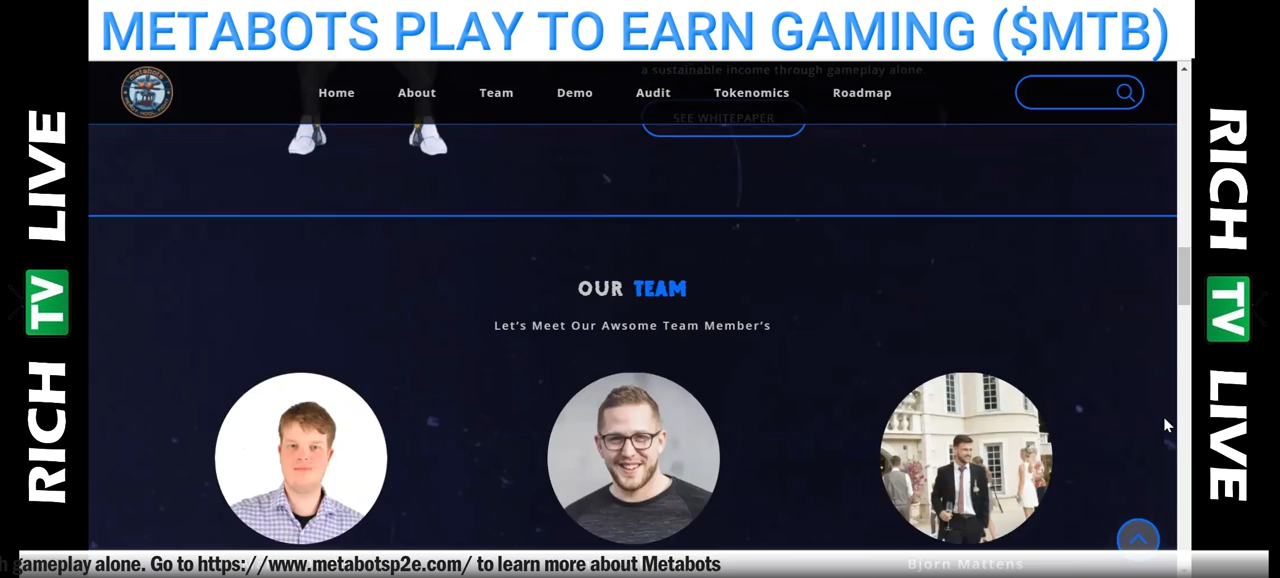 METABOTS PLAY TO EARN GAMING ($MTB)
a sustainable income through gameplay alone
metabots
Home About Team Demo Audit Tokenomics Roadmap
SEE WHITEPAPER
RICH TV LIVE
RICH TV LIVE
OUR TEAM
Let's Meet Our Awsome Team Member's
Bjorn Mattens
h gameplay alone. Go to https://www.metabotsp2e.com/ to learn more about Metabots